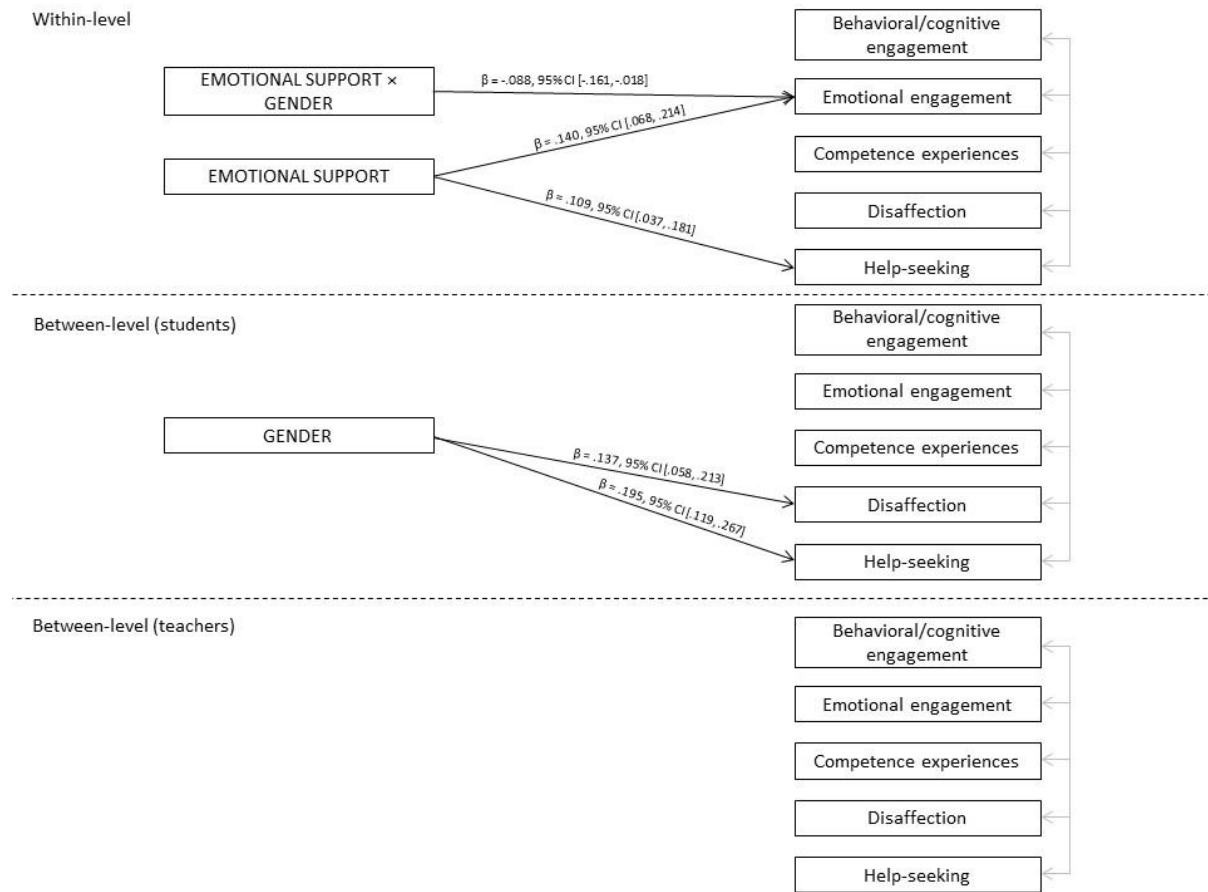 Within-level
Behavioral/cognitive
engagement
EMOTIONAL SUPPORT ×
GENDER
β = -.088, 95% CI [-.161, -.018]
Emotional engagement
β = .140, 95% CI [.068, .214]
Competence experiences
EMOTIONAL SUPPORT
β = .109, 95% CI [.037, .181]
Disaffection
Help-seeking
Between-level (students)
Behavioral/cognitive
engagement
Emotional engagement
GENDER
Competence experiences
β = .137, 95% CI [.058, .213]
β = .195, 95% CI [.119, .267]
Disaffection
Help-seeking
Between-level (teachers)
Behavioral/cognitive
engagement
Emotional engagement
Competence experiences
Disaffection
Help-seeking